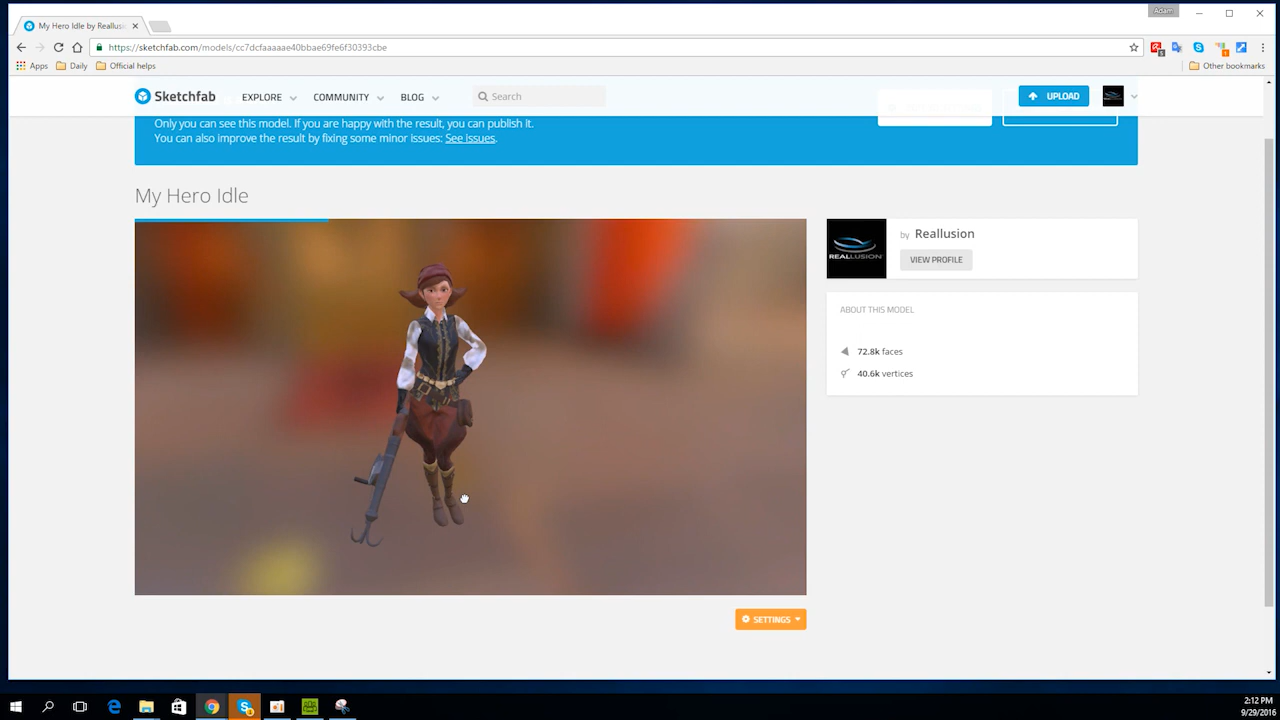 Adam
My Hero Idle by Reallusi
https://sketchfab.com/models/cc7dcfaaaaae40bbae69fe6f30393cbe
Apps Daily Official helps Other bookmarks
Sketchfab EXPLORE COMMUNITY BLOG Search UPLOAD
Only you can see this model. If you are happy with the result, you can publish it.
You can also improve the result by fixing some minor issues: See issues.
My Hero Idle
REALLUSION
by Reallusion
VIEW PROFILE
ABOUT THIS MODEL
72.8k faces
40.6k vertices
SETTINGS
2:12 PM
9/29/2016